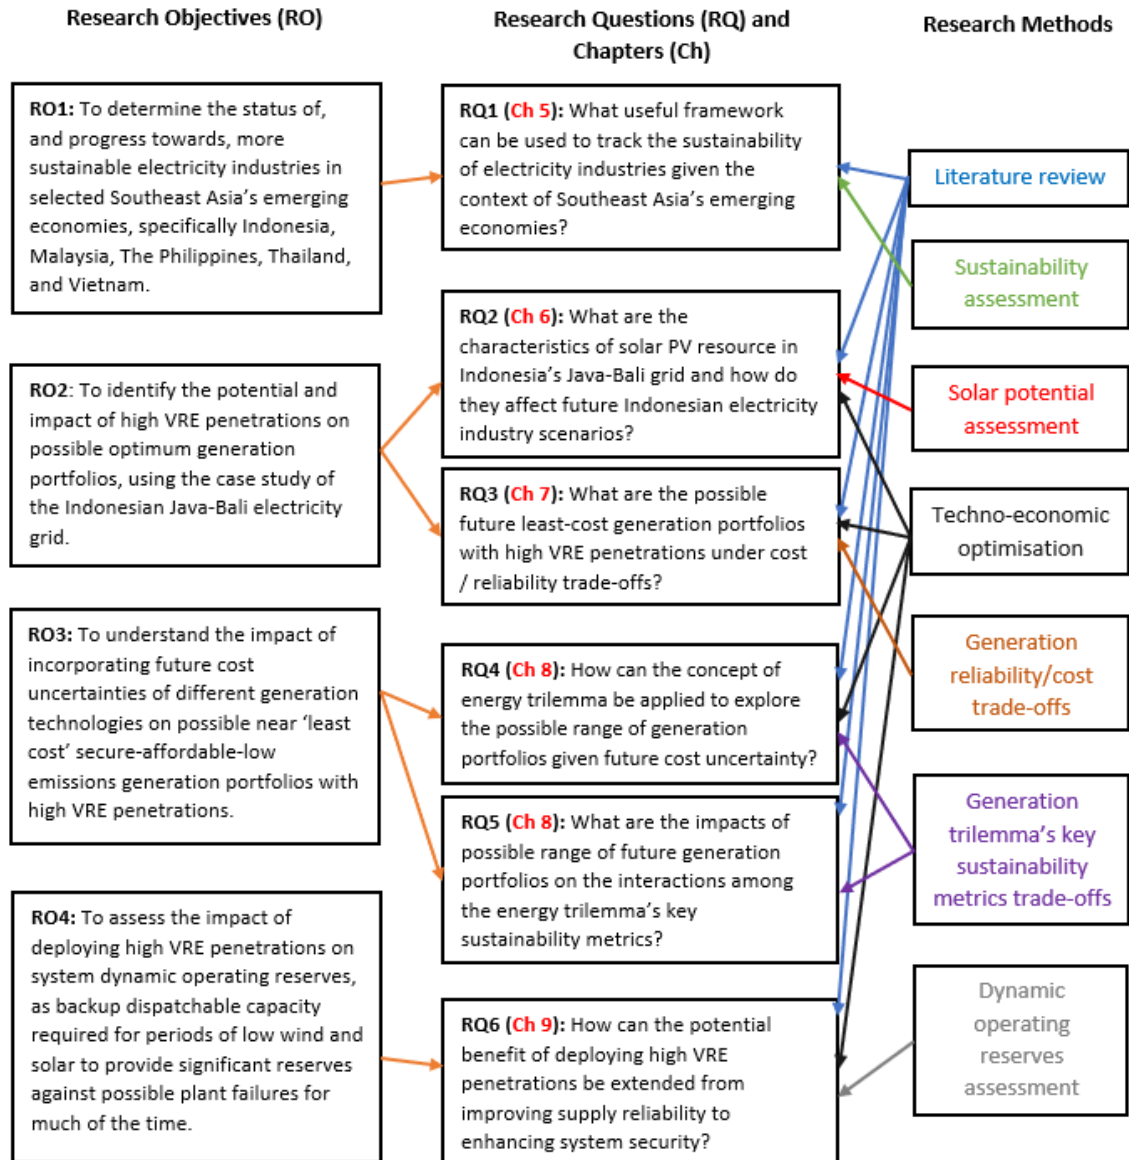 Research Objectives (RO)
Research Questions (RQ) and
Chapters (Ch)
Research Methods
RO1: To determine the status of,
and progress towards, more
sustainable electricity industries in
selected Southeast Asia's emerging
economies, specifically Indonesia,
Malaysia, The Philippines, Thailand,
and Vietnam.
RO2: To identify the potential and
impact of high VRE penetrations on
possible optimum generation
portfolios, using the case study of
the Indonesian Java-Bali electricity
grid.
RO3: To understand the impact of
incorporating future cost
uncertainties of different generation
technologies on possible near 'least
cost' secure-affordable-low
emissions generation portfolios with
high VRE penetrations.
RO4: To assess the impact of
deploying high VRE penetrations on
system dynamic operating reserves,
as backup dispatchable capacity
required for periods of low wind and
solar to provide significant reserves
against possible plant failures for
much of the time.
RQ1 (Ch 5): What useful framework
can be used to track the sustainability
of electricity industries given the
context of Southeast Asia's emerging
economies?
RQ2 (Ch 6): What are the
characteristics of solar PV resource in
Indonesia's Java-Bali grid and how do
they affect future Indonesian electricity
industry scenarios?
RQ3 (Ch 7): What are the possible
future least-cost generation portfolios
with high VRE penetrations under cost
/ reliability trade-offs?
RQ4 (Ch 8): How can the concept of
energy trilemma be applied to explore
the possible range of generation
portfolios given future cost uncertainty?
RQ5 (Ch 8): What are the impacts of
possible range of future generation
portfolios on the interactions among
the energy trilemma's key
sustainability metrics?
RQ6 (Ch 9): How can the potential
benefit of deploying high VRE
penetrations be extended from
improving supply reliability to
enhancing system security?
Literature review
Sustainability
assessment
Solar potential
assessment
Techno-economic
optimisation
Generation
reliability/cost
trade-offs
Generation
trilemma's key
sustainability
metrics trade-offs
Dynamic
operating
reserves
assessment